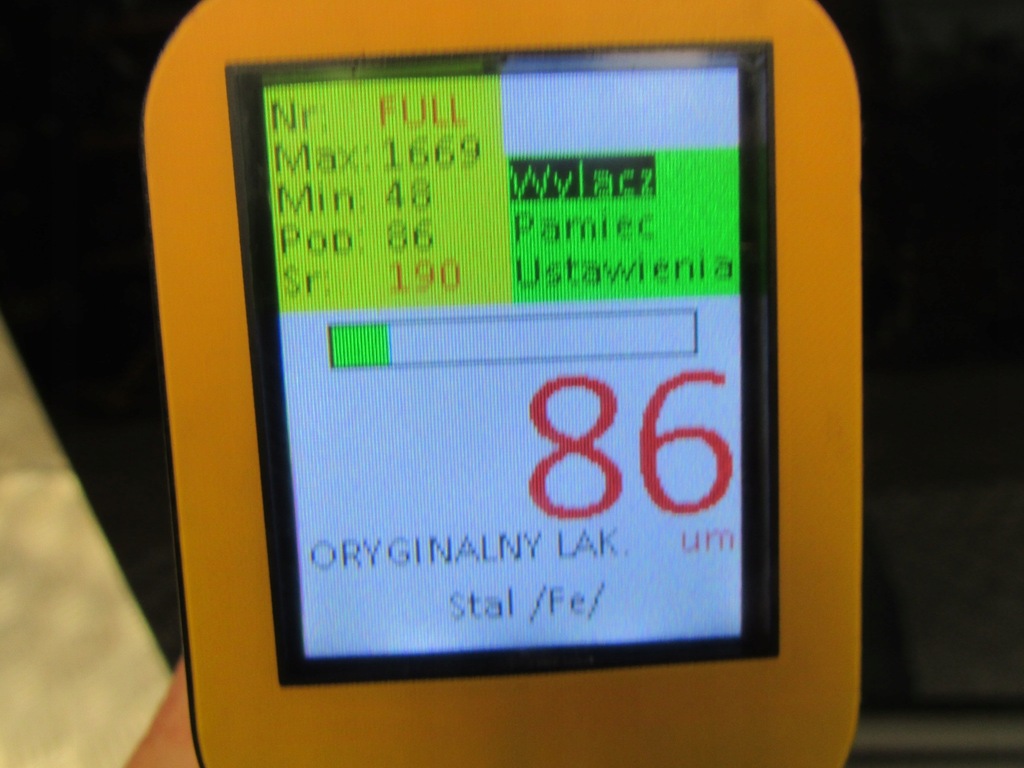 Nr: FULL
Max: 1669
Min: 48
Pop: 86
Sr: 190
Wylacz
Pamiec
Ustawienia
86
ORYGINALNY LAK. um
Stal /Fe/